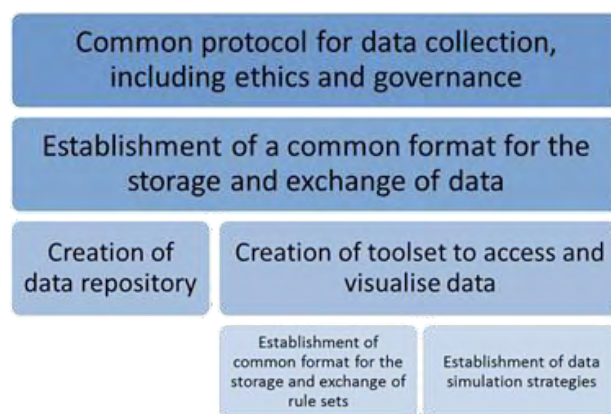 Common protocol for data collection,
including ethics and governance
Establishment of a common format for the
storage and exchange of data
Creation of
data repository
Creation of toolset to access and
visualise data
Establishment of
common format for the
storage and exchange of
rule sets
Establishment of data
simulation strategies